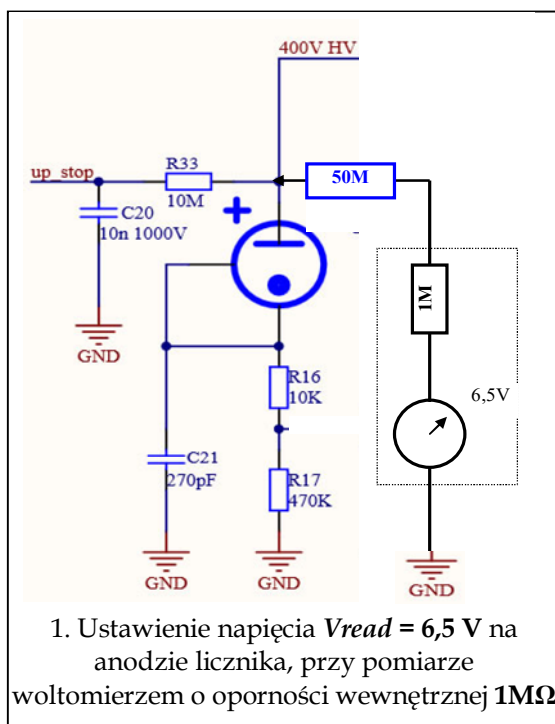 400V HV
up_stop
R33
10M
50M
C20
10n 1000V
1M
GND
R16
10K
6,5V
C21
270pF
R17
470K
GND
GND
GND
1. Ustawienie napięcia Vread = 6,5 V na
anodzie licznika, przy pomiarze
woltomierzem o oporności wewnętrznej 1MΩ